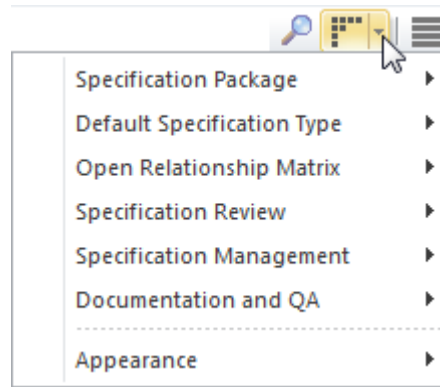 Specification Package
Default Specification Type
Open Relationship Matrix
Specification Review
Specification Management
Documentation and QA
Appearance